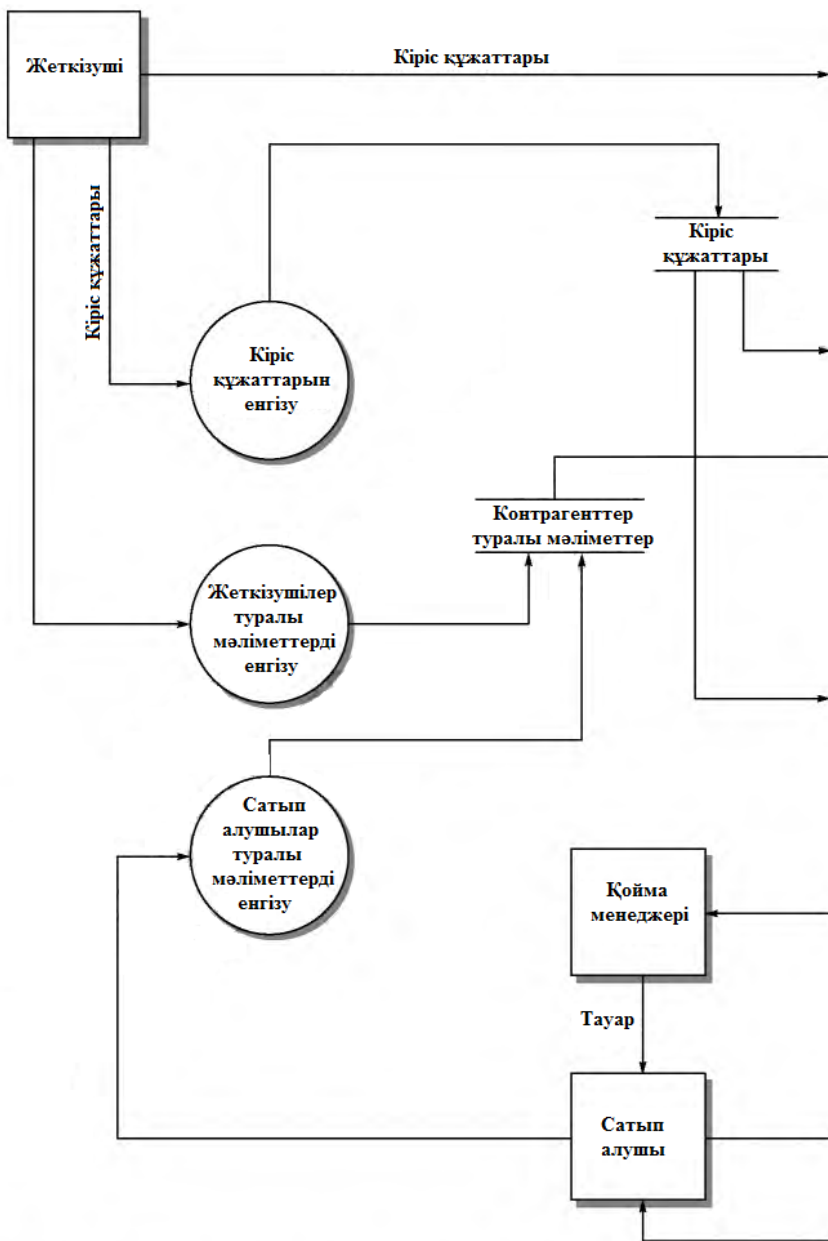 Кіріс құжаттары
Жеткізуші
Кіріс құжаттары
Кіріс
құжаттары
Кіріс
құжаттарын
енгізу
Контрагенттер
туралы мәліметтер
Жеткізушілер
туралы
мәліметтерді
енгізу
Сатып
алушылар
туралы
мәліметтерді
енгізу
Қойма
менеджері
Тауар
Сатып
алушы